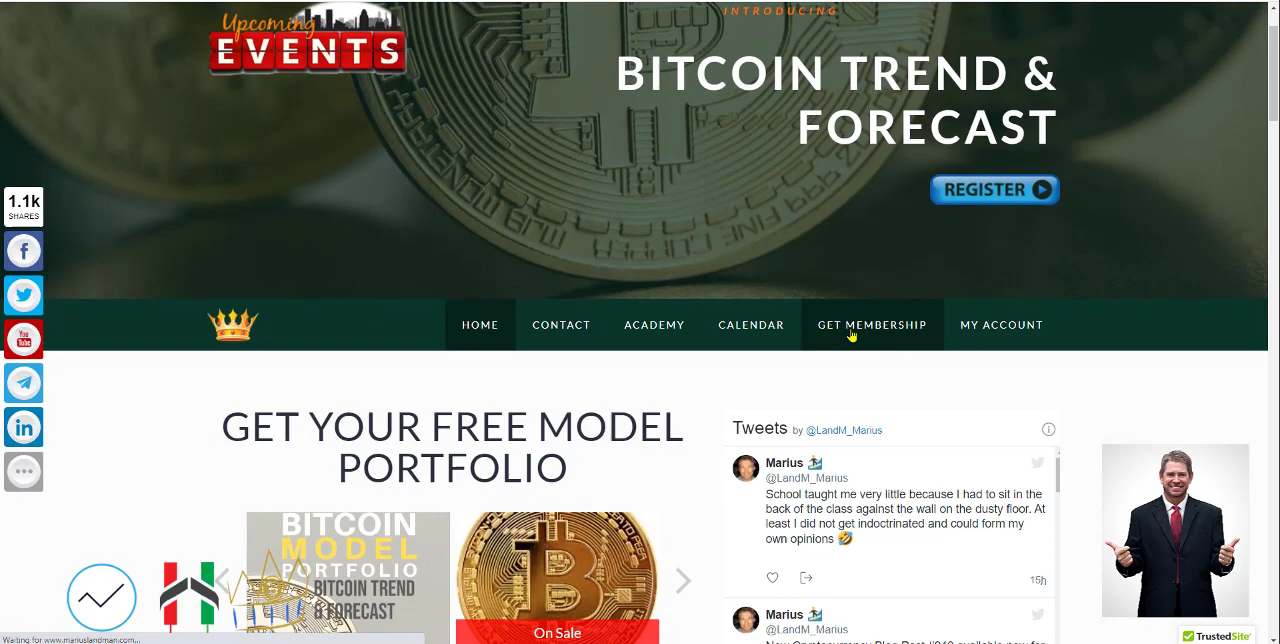 Upcoming
EVENTS
INTRODUCING
BITCOIN TREND &
FORECAST
REGISTER
1.1k
SHARES
HOME
CONTACT
ACADEMY
CALENDAR
GET MEMBERSHIP
MY ACCOUNT
GET YOUR FREE MODEL
PORTFOLIO
BITCOIN
MODEL
PORTFOLIO
BITCOIN TREND
& FORECAST
On Sale
Tweets by @LandM_Marius
Marius
@LandM_Marius
School taught me very little because I had to sit in the
back of the class against the wall on the dusty floor. At
least I did not get indoctrinated and could form my
own opinions 🤣
15h
Marius
@LandM_Marius
You
Tube
in
Waiting for www.mariuslandman.com...
TrustedSite